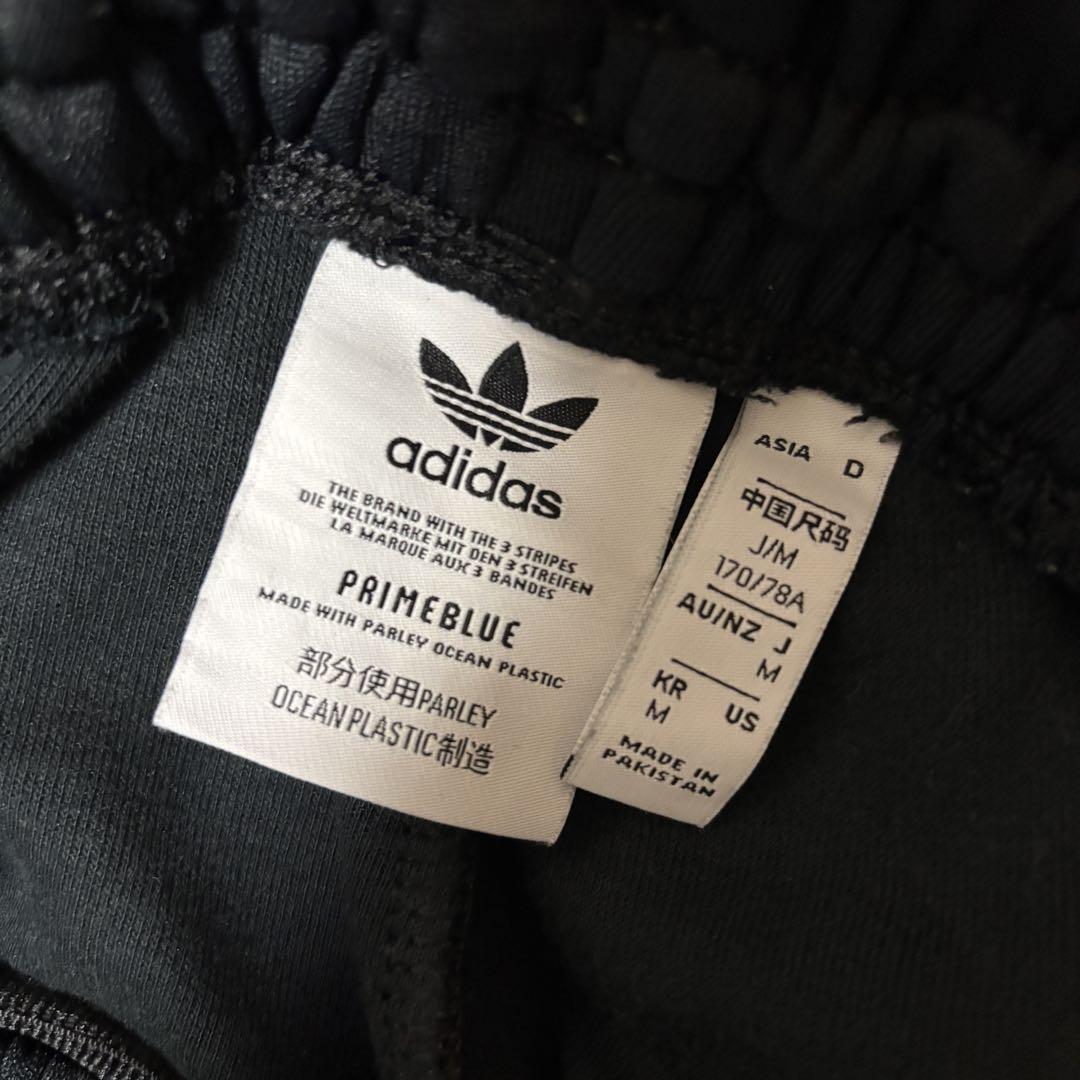 adidas
THE BRAND WITH THE 3 STRIPES
DIE WELTMARKE MIT DEN 3 STREIFEN
LA MARQUE AUX 3 BANDES
PRIMEBLUE
MADE WITH PARLEY OCEAN PLASTIC
部分使用PARLEY
OCEAN PLASTIC制造
ASIA D
中国尺码
J/M
170/78A
AU/NZ J
M
KR US
M
MADE IN
PAKISTAN